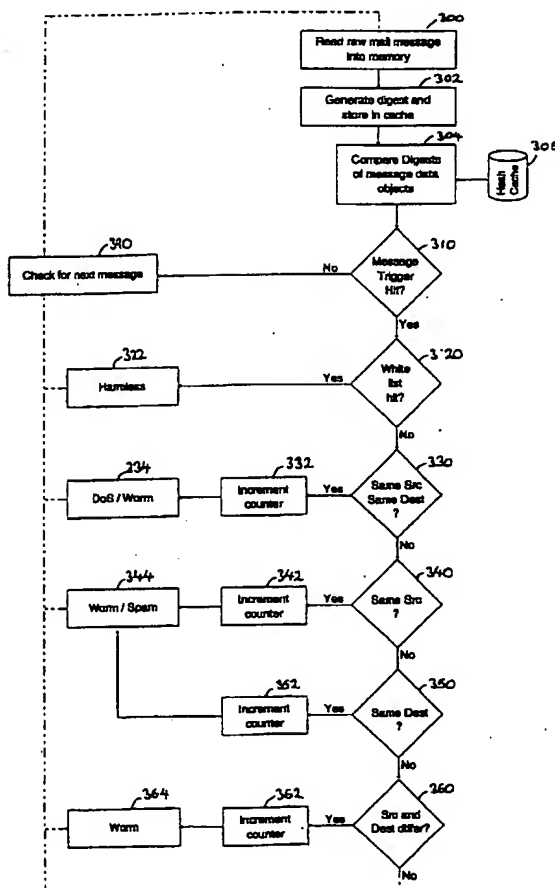 300
Read raw mail message
into memory
302
Generate digest and
store in cache
304
Compare Digests
of message data
objects
306
Hash
Cache
390
Check for next message
No
310
Message
Trigger
Hit?
Yes
322
Harmless
Yes
320
White
list
hit?
No
334
DoS / Worm
332
Increment
counter
Yes
330
Same Src
Same Dest
?
No
344
Worm / Spam
342
Increment
counter
Yes
340
Same Src
?
No
352
Increment
counter
Yes
350
Same Dest
?
No
364
Worm
362
Increment
counter
Yes
360
Src and
Dest differ?
No